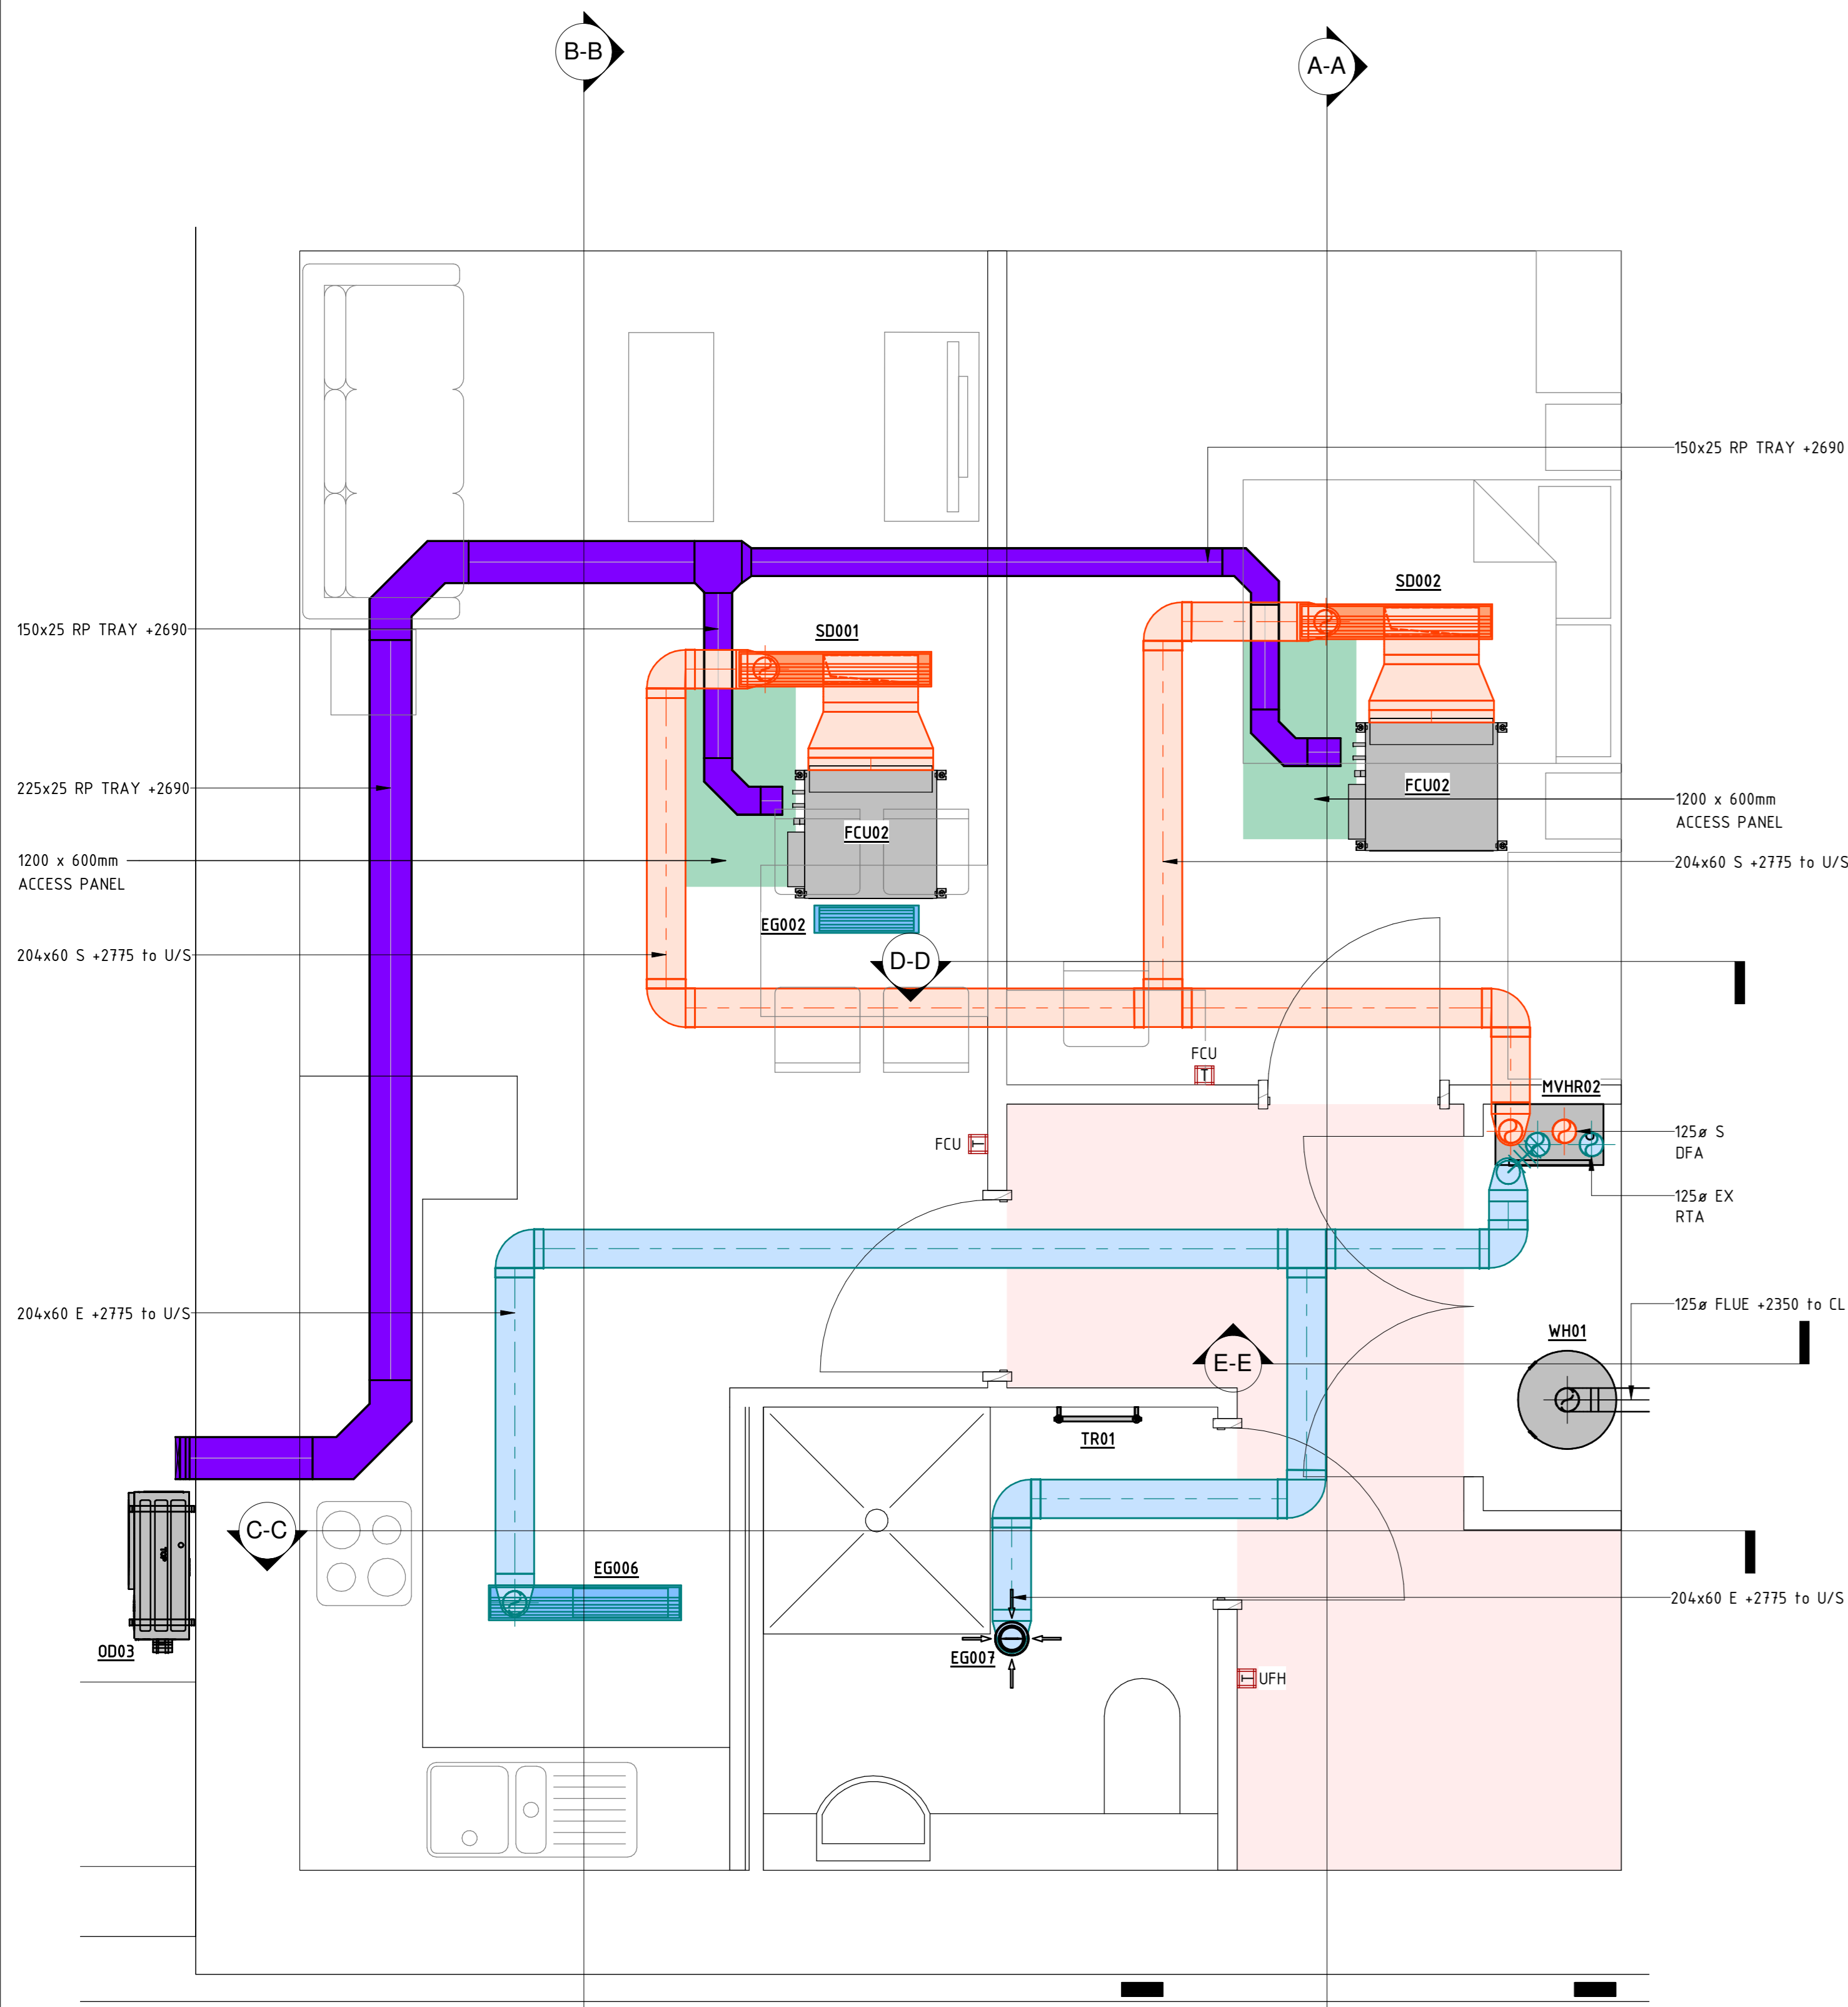 B-B
A-A
150x25 RP TRAY +2690
SD002
150x25 RP TRAY +2690
SD001
225x25 RP TRAY +2690
FCU02
1200 x 600mm
ACCESS PANEL
FCU02
1200 x 600mm
ACCESS PANEL
204x60 S +2775 to U/S
EG002
204x60 S +2775 to U/S
D-D
FCU
T
MVHR02
FCU
T
125ø S
DFA
125ø EX
RTA
204x60 E +2775 to U/S
125ø FLUE +2350 to CL
WH01
E-E
TR01
C-C
TOP
EG006
204x60 E +2775 to U/S
OD03
EG007
T
UFH